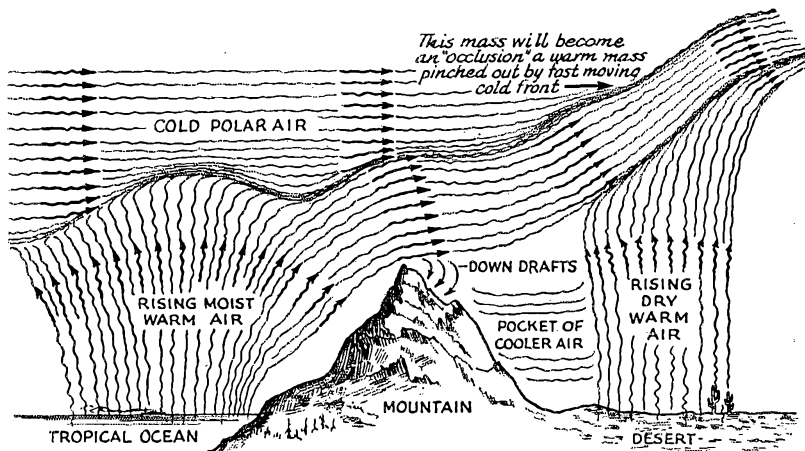 This mass will become
an "occlusion" a warm mass
pinched out by fast moving
cold front
COLD POLAR AIR
DOWN DRAFTS
RISING MOIST
WARM AIR
RISING
DRY
WARM
AIR
POCKET OF
COOLER AIR
MOUNTAIN
TROPICAL OCEAN
DESERT